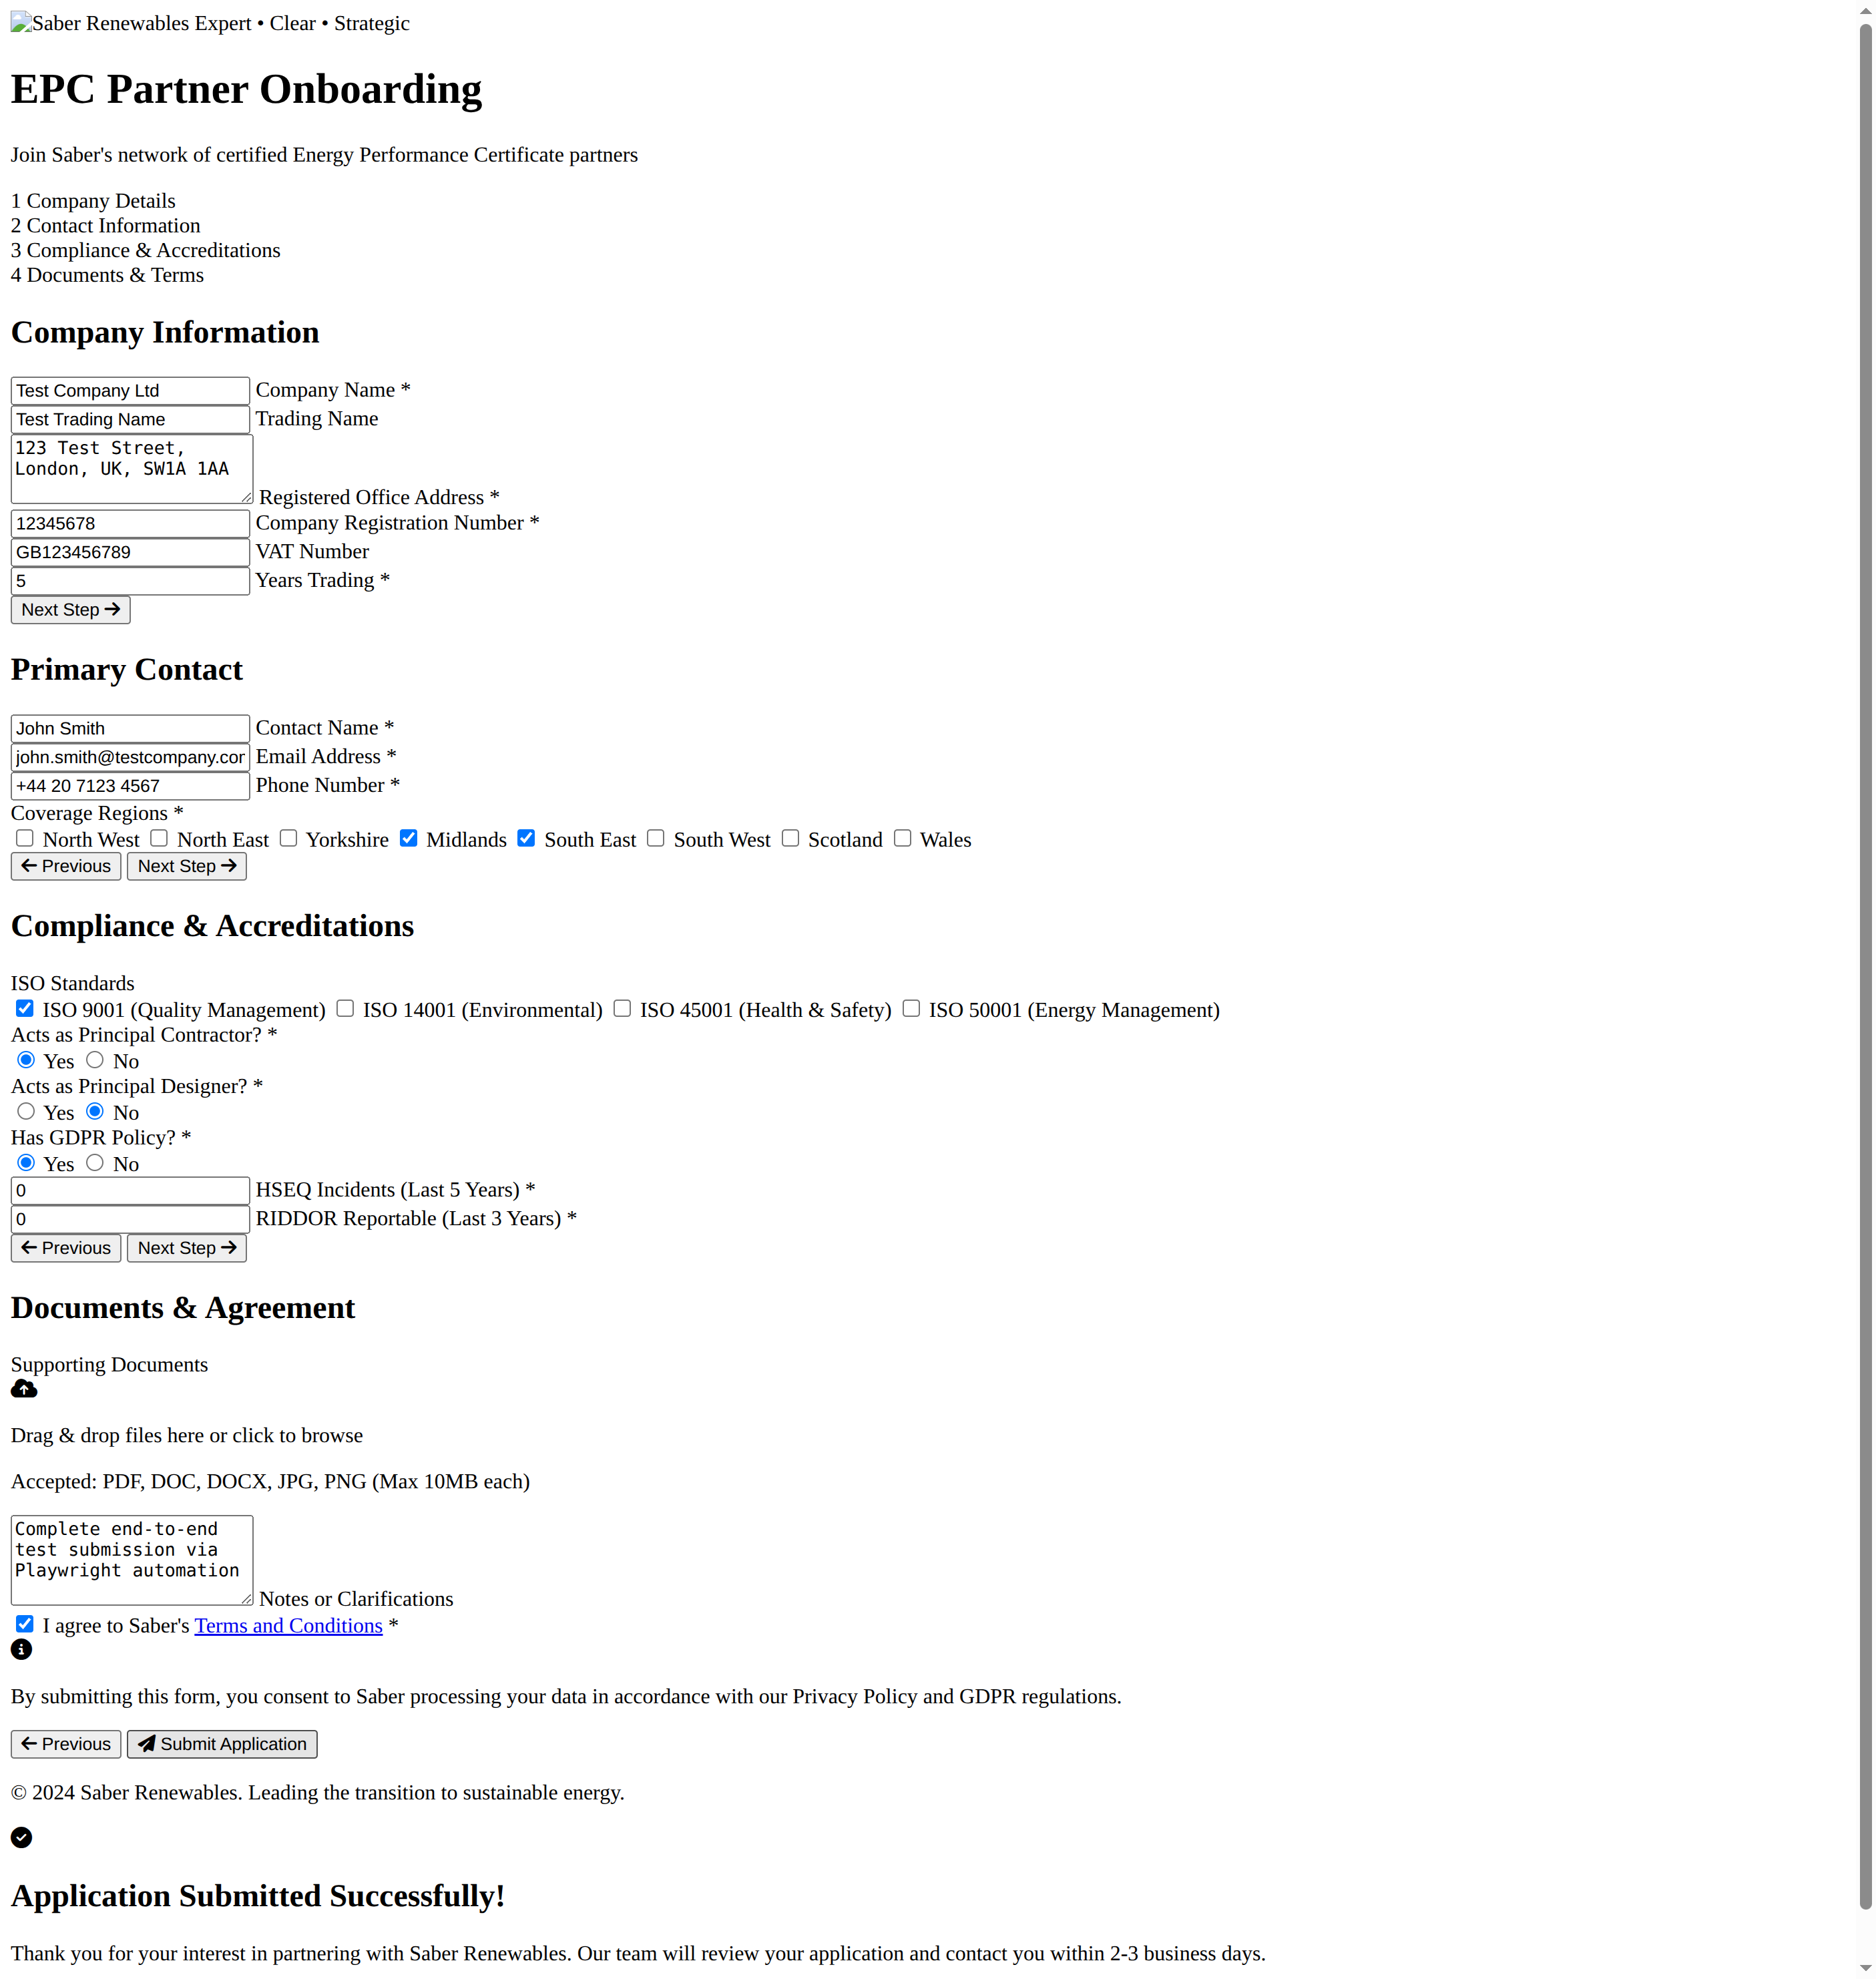 Saber Renewables Expert • Clear • Strategic
EPC Partner Onboarding
Join Saber's network of certified Energy Performance Certificate partners
1 Company Details
2 Contact Information
3 Compliance & Accreditations
4 Documents & Terms
Company Information
Test Company Ltd Company Name *
Test Trading Name Trading Name
123 Test Street,
London, UK, SW1A 1AA
Registered Office Address *
12345678 Company Registration Number *
GB123456789 VAT Number
5 Years Trading *
Next Step →
Primary Contact
John Smith Contact Name *
john.smith@testcompany.com Email Address *
+44 20 7123 4567 Phone Number *
Coverage Regions *
North West North East Yorkshire Midlands South East South West Scotland Wales
← Previous Next Step →
Compliance & Accreditations
ISO Standards
ISO 9001 (Quality Management) ISO 14001 (Environmental) ISO 45001 (Health & Safety) ISO 50001 (Energy Management)
Acts as Principal Contractor? *
Yes No
Acts as Principal Designer? *
Yes No
Has GDPR Policy? *
Yes No
0 HSEQ Incidents (Last 5 Years) *
0 RIDDOR Reportable (Last 3 Years) *
← Previous Next Step →
Documents & Agreement
Supporting Documents
Drag & drop files here or click to browse
Accepted: PDF, DOC, DOCX, JPG, PNG (Max 10MB each)
Complete end-to-end
test submission via
Playwright automation
Notes or Clarifications
I agree to Saber's Terms and Conditions *
By submitting this form, you consent to Saber processing your data in accordance with our Privacy Policy and GDPR regulations.
← Previous Submit Application
© 2024 Saber Renewables. Leading the transition to sustainable energy.
Application Submitted Successfully!
Thank you for your interest in partnering with Saber Renewables. Our team will review your application and contact you within 2-3 business days.